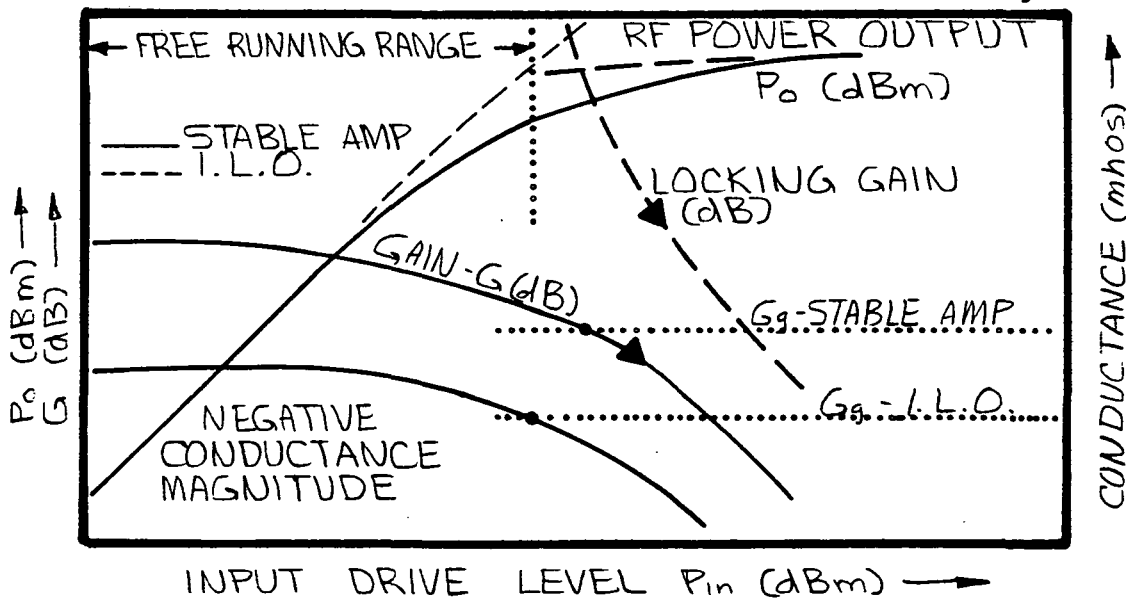 FREE RUNNING RANGE
RF POWER OUTPUT
Po (dBm)
STABLE AMP
I.L.O.
LOCKING GAIN
(dB)
GAIN-G(dB)
Gg-STABLE AMP
Gg-I.L.O.
NEGATIVE
CONDUCTANCE
MAGNITUDE
Po (dBm)
G (dB)
CONDUCTANCE (mhos)
INPUT DRIVE LEVEL Pin (dBm)